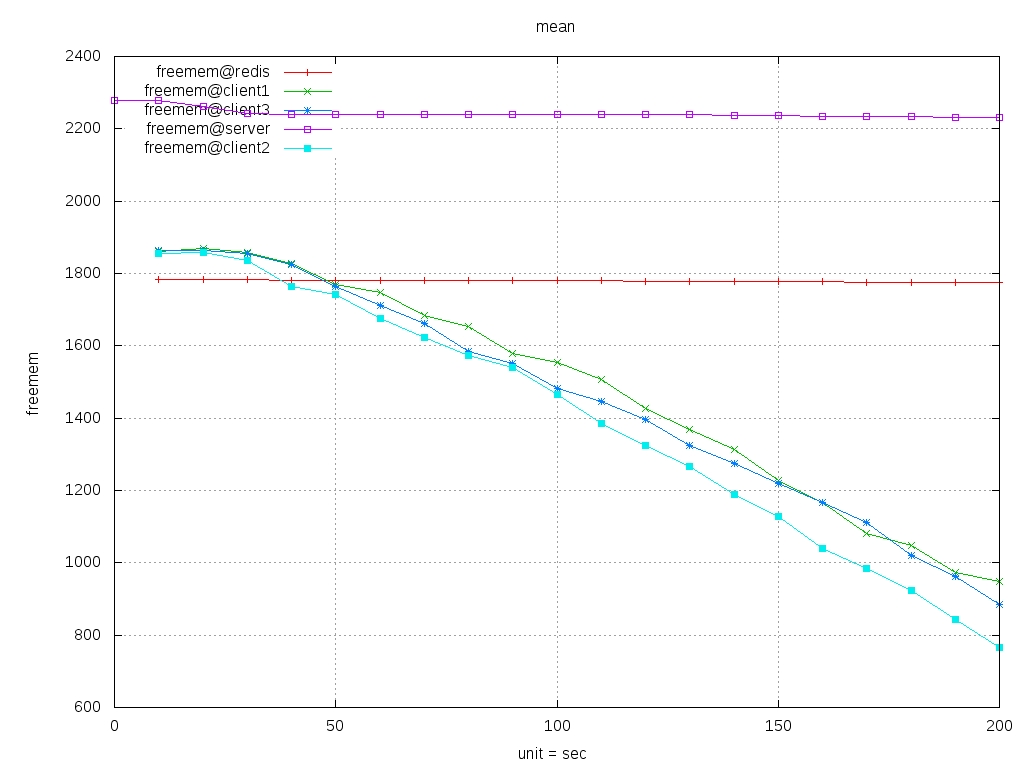 mean
2400
2200
2000
1800
1600
1400
1200
1000
800
600
freemem
freemem@redis
freemem@client1
freemem@client3
freemem@server
freemem@client2
0
50
100
150
200
unit = sec